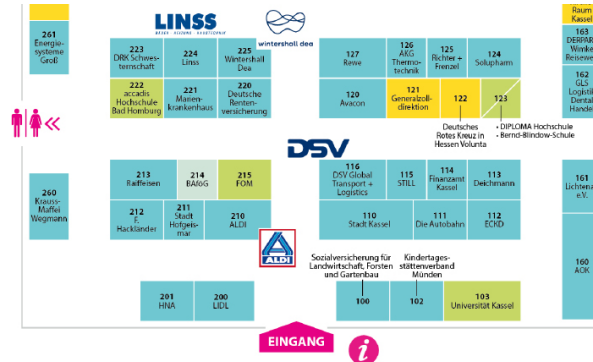 261
Energie-
systeme
Groß
LINSS
wintershall dea
223
DRK Schwes-
ternschaft
224
Linss
225
Wintershall
Dea
222
accadis
Hochschule
Bad Homburg
221
Marien-
krankenhaus
220
Deutsche
Renten-
versicherung
127
Rewe
126
AKG
Thermo-
technik
125
Richter +
Frenzel
124
Solupharm
120
Avacon
121
Generalzoll-
direktion
122
123
Deutsches
Rotes Kreuz in
Hessen Volunta
• DIPLOMA Hochschule
• Bernd-Blindow-Schule
Raum
Kassel
163
DERPAR
Wimke
Reisewe
162
GLS
Logistik
Dental
Handel
DSV
260
Krauss-
Maffei
Wegmann
213
Raiffeisen
214
BAföG
215
FOM
212
F.
Hackländer
211
Stadt
Hofgeis-
mar
210
ALDI
116
DSV Global
Transport +
Logistics
115
STILL
114
Finanzamt
Kassel
113
Deichmann
110
Stadt Kassel
111
Die Autobahn
112
ECKD
161
Lichtenau
e.V.
160
AOK
ALDI
Sozialversicherung für
Landwirtschaft, Forsten
und Gartenbau
Kindertages-
stättenverband
Münden
201
HNA
200
LIDL
100
102
103
Universität Kassel
EINGANG
i